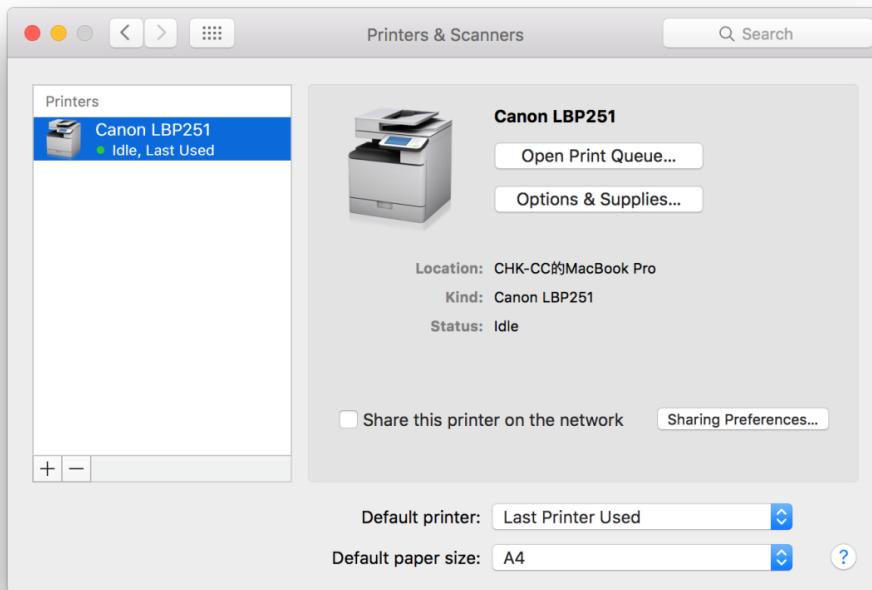 Printers & Scanners
Search
Printers
Canon LBP251
Idle, Last Used
Canon LBP251
Open Print Queue...
Options & Supplies...
Location: CHK-CC的MacBook Pro
Kind: Canon LBP251
Status: Idle
Share this printer on the network
Sharing Preferences...
+ −
Default printer: Last Printer Used
Default paper size: A4
?